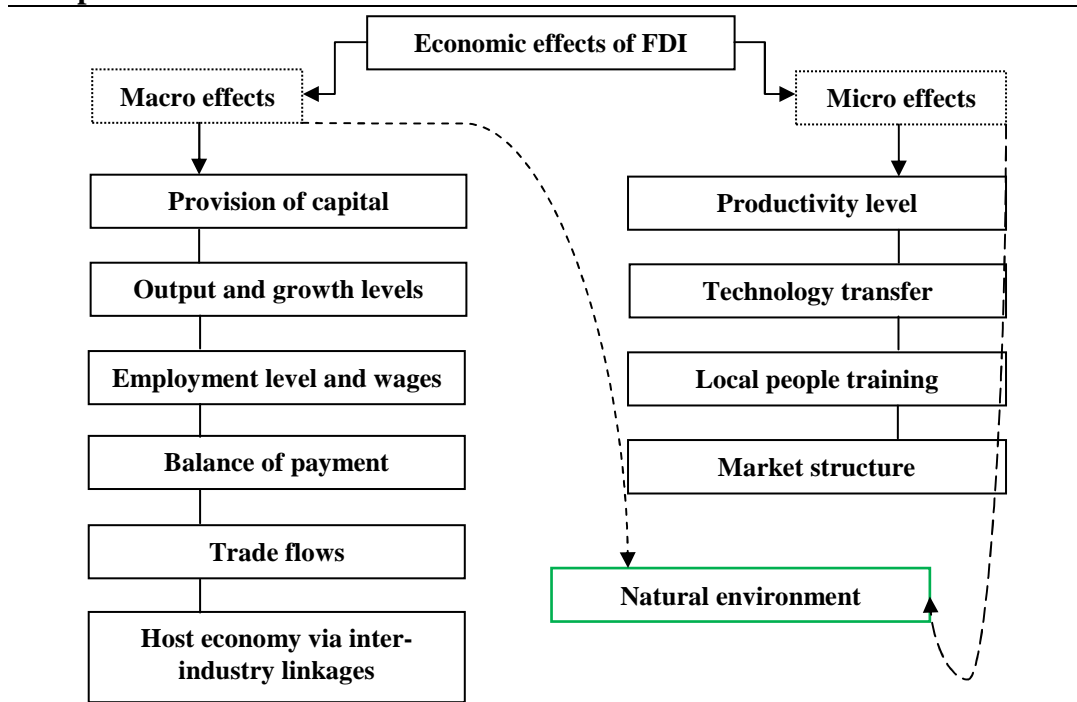 Economic effects of FDI
Macro effects
Micro effects
Provision of capital
Output and growth levels
Employment level and wages
Balance of payment
Trade flows
Host economy via inter-
industry linkages
Productivity level
Technology transfer
Local people training
Market structure
Natural environment